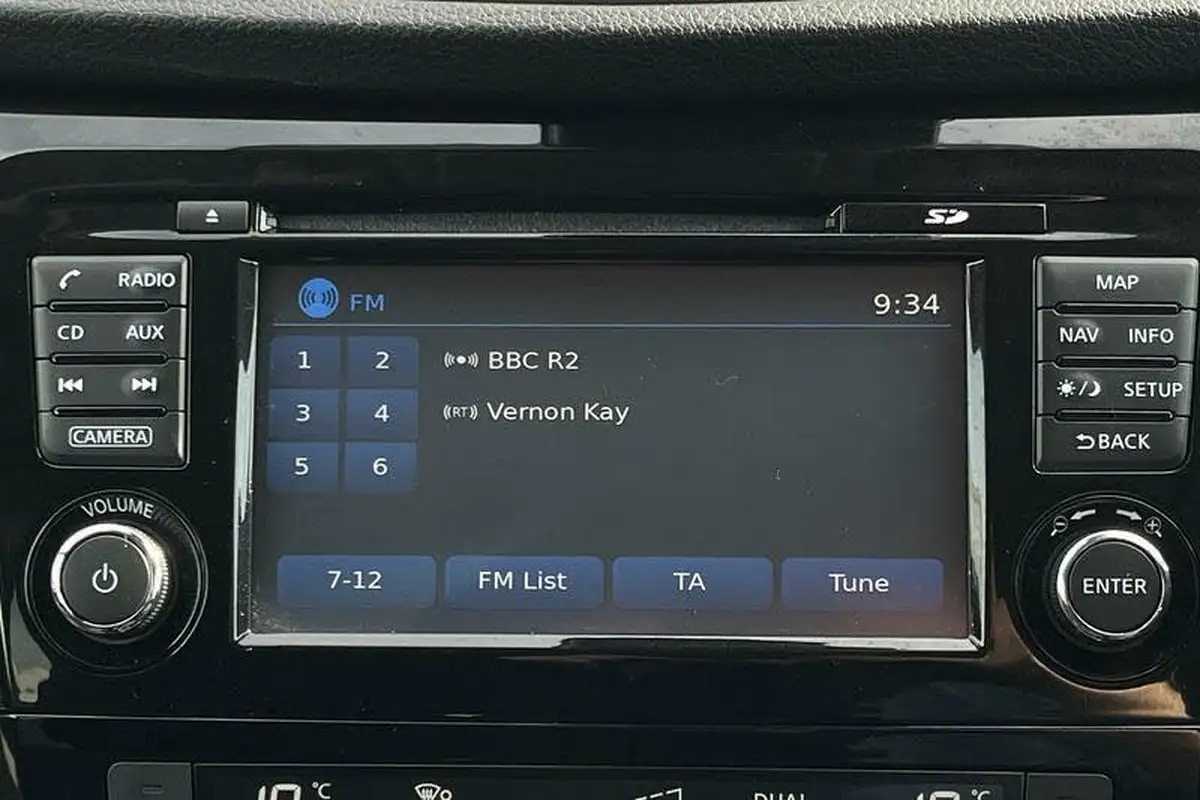 SD
RADIO
CD AUX
CAMERA
VOLUME
FM 9:34
1 2 BBC R2
3 4 RT Vernon Kay
5 6
7-12 FM List TA Tune
MAP
NAV INFO
SETUP
BACK
ENTER
°C DUAL °C